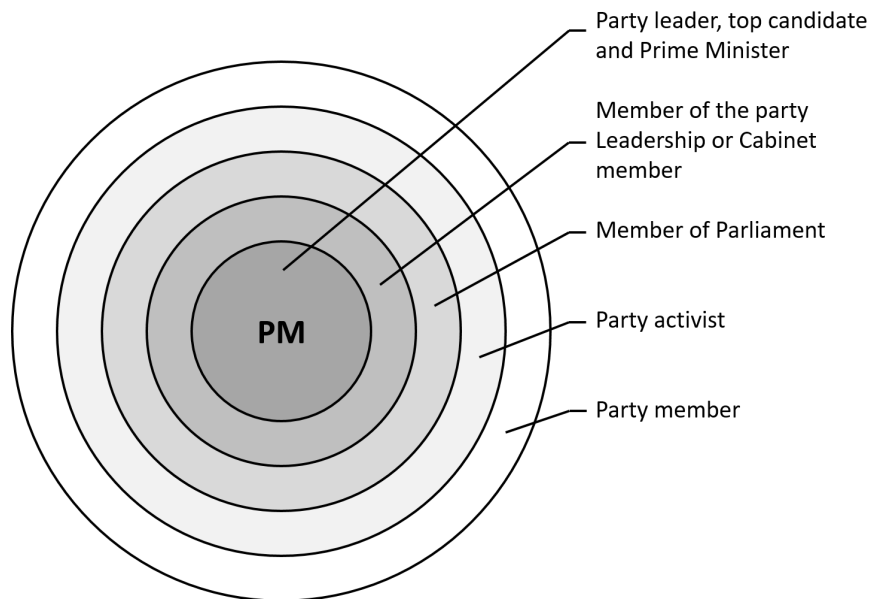 Party leader, top candidate
and Prime Minister
Member of the party
Leadership or Cabinet
member
Member of Parliament
Party activist
Party member
PM